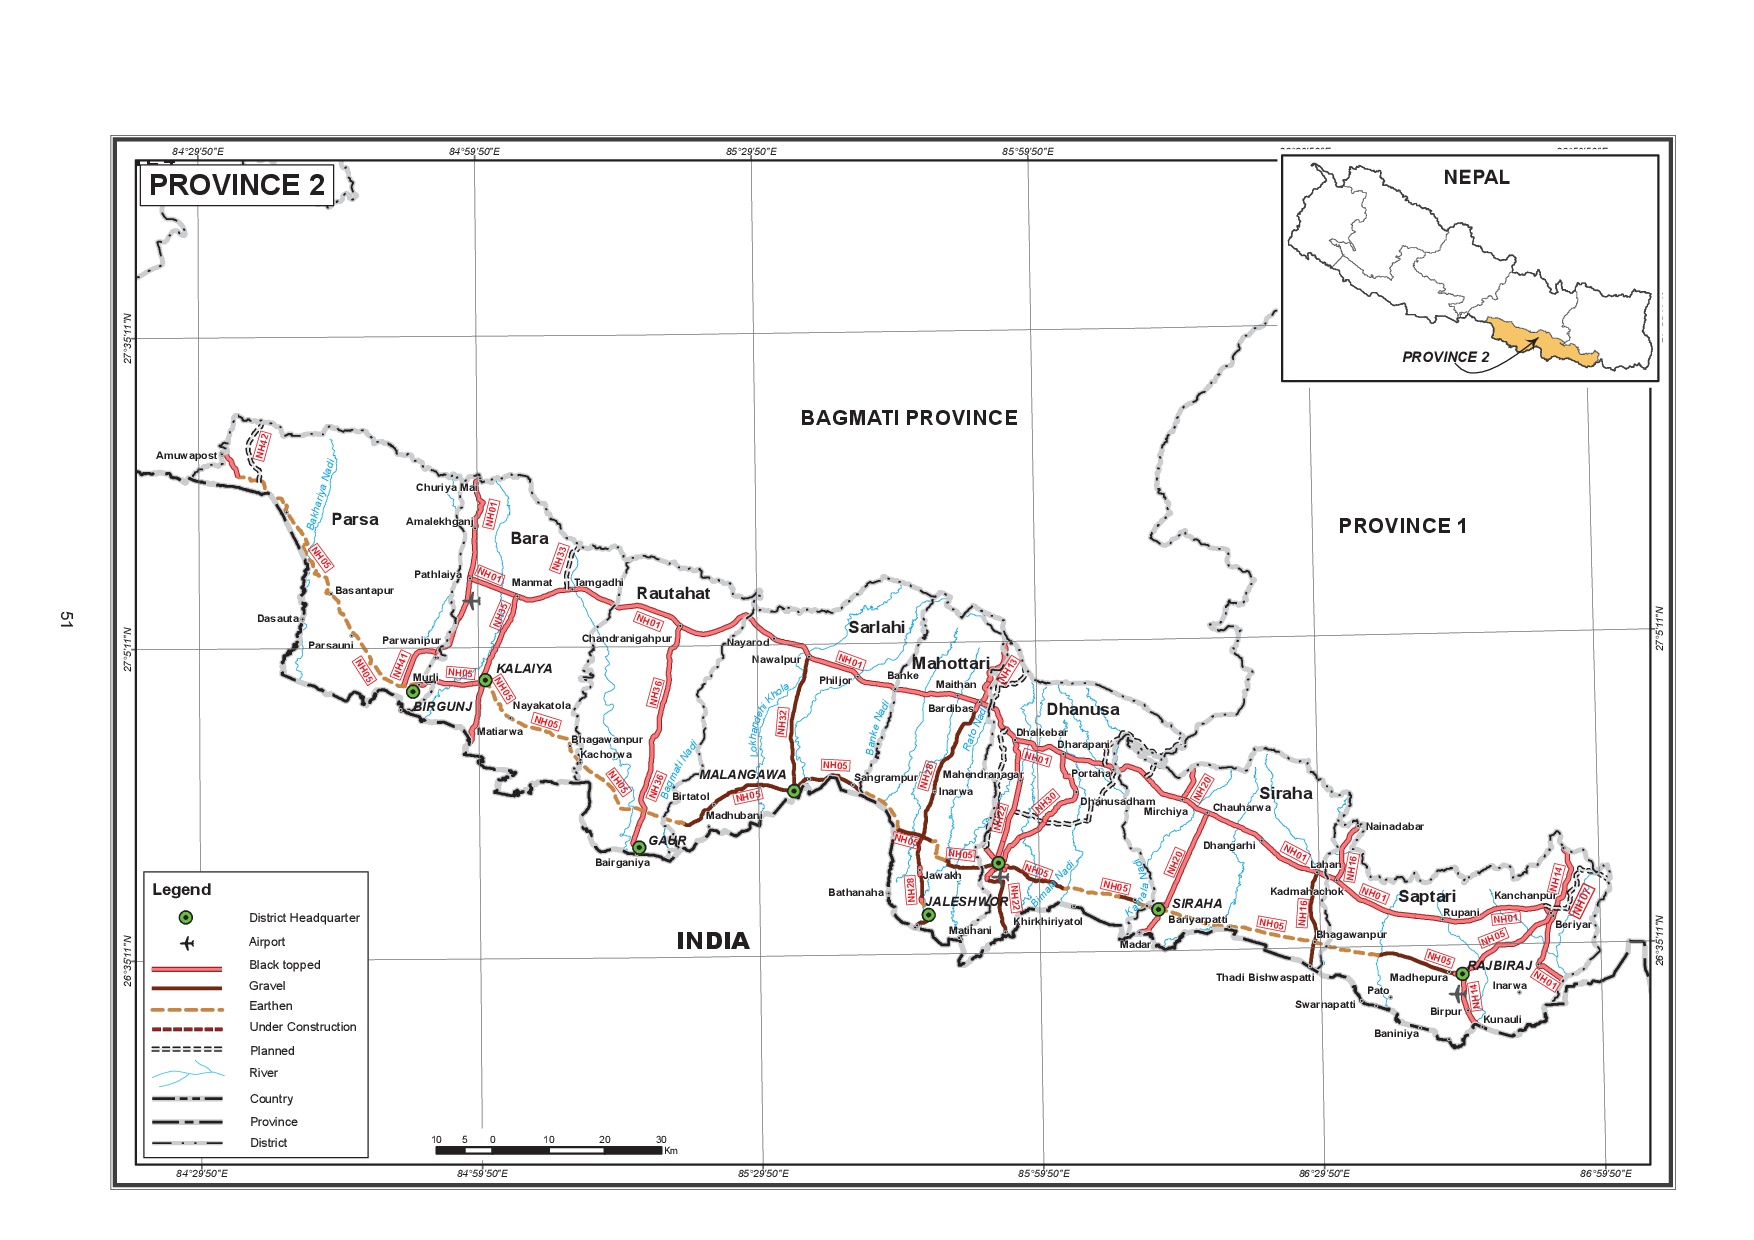 84°29'50"E
84°59'50"E
85°29'50"E
85°59'50"E
PROVINCE 2
NEPAL
PROVINCE 2
27°35'11"N
BAGMATI PROVINCE
PROVINCE 1
NH42
Amuwapost
Bakhariya Nadi
Churiya Mai
NH01
Parsa
Amalekhganj
Bara
NH05
NH33
Pathlaiya
NH01
Manmat
Tamgadhi
Basantapur
Rautahat
51
NH35
Dasauta
NH01
Sarlahi
27°5'11"N
27°5'11"N
Parsauni
Parwanipur
Chandranigahpur
Nayarod
Nawalpur
NH01
Mahottari
NH13
NH05
NH41
Murli
NH05
KALAIYA
Philjor
Banke
Maithan
NH05
NH36
Lokhandehi Khola
BIRGUNJ
Nayakatola
NH32
Bardibas
Dhanusa
NH05
Banke Nadi
Rato Nadi
Matiarwa
Bhagawanpur
Kachorwa
Dhalkebar
Dharapani
NH01
Bagmati Nadi
NH05
NH36
MALANGAWA
NH05
Sangrampur
NH28
Mahendranagar
Portaha
Inarwa
NH20
Siraha
Birtatol
NH05
NH30
Dhanusadham
Mirchiya
Chauharwa
Madhubani
NH22
GAUR
NH05
Nainadabar
Bairganiya
NH05
Dhangarhi
NH01
Lahan
NH16
Jawakh
NH05
Bimala Nadi
Kamala Nadi
NH20
Kadmahachok
NH01
Saptari
NH14
Kanchanpur
NH07
Bathanaha
NH28
JALESHWOR
NH22
NH05
SIRAHA
NH16
Rupani
NH01
Khirkhiriyatol
Bariyarpatti
NH05
Beriyar
Matihani
Madar
Bhagawanpur
NH05
INDIA
26°35'11"N
26°35'11"N
NH05
RAJBIRAJ
Thadi Bishwaspatti
Madhepura
NH01
Inarwa
Pato
NH14
Swarnapatti
Birpur
Kunauli
Baniniya
Legend
District Headquarter
Airport
Black topped
Gravel
Earthen
Under Construction
Planned
River
Country
Province
District
10 5 0 10 20 30
Km
84°29'50"E
84°59'50"E
85°29'50"E
85°59'50"E
86°29'50"E
86°59'50"E